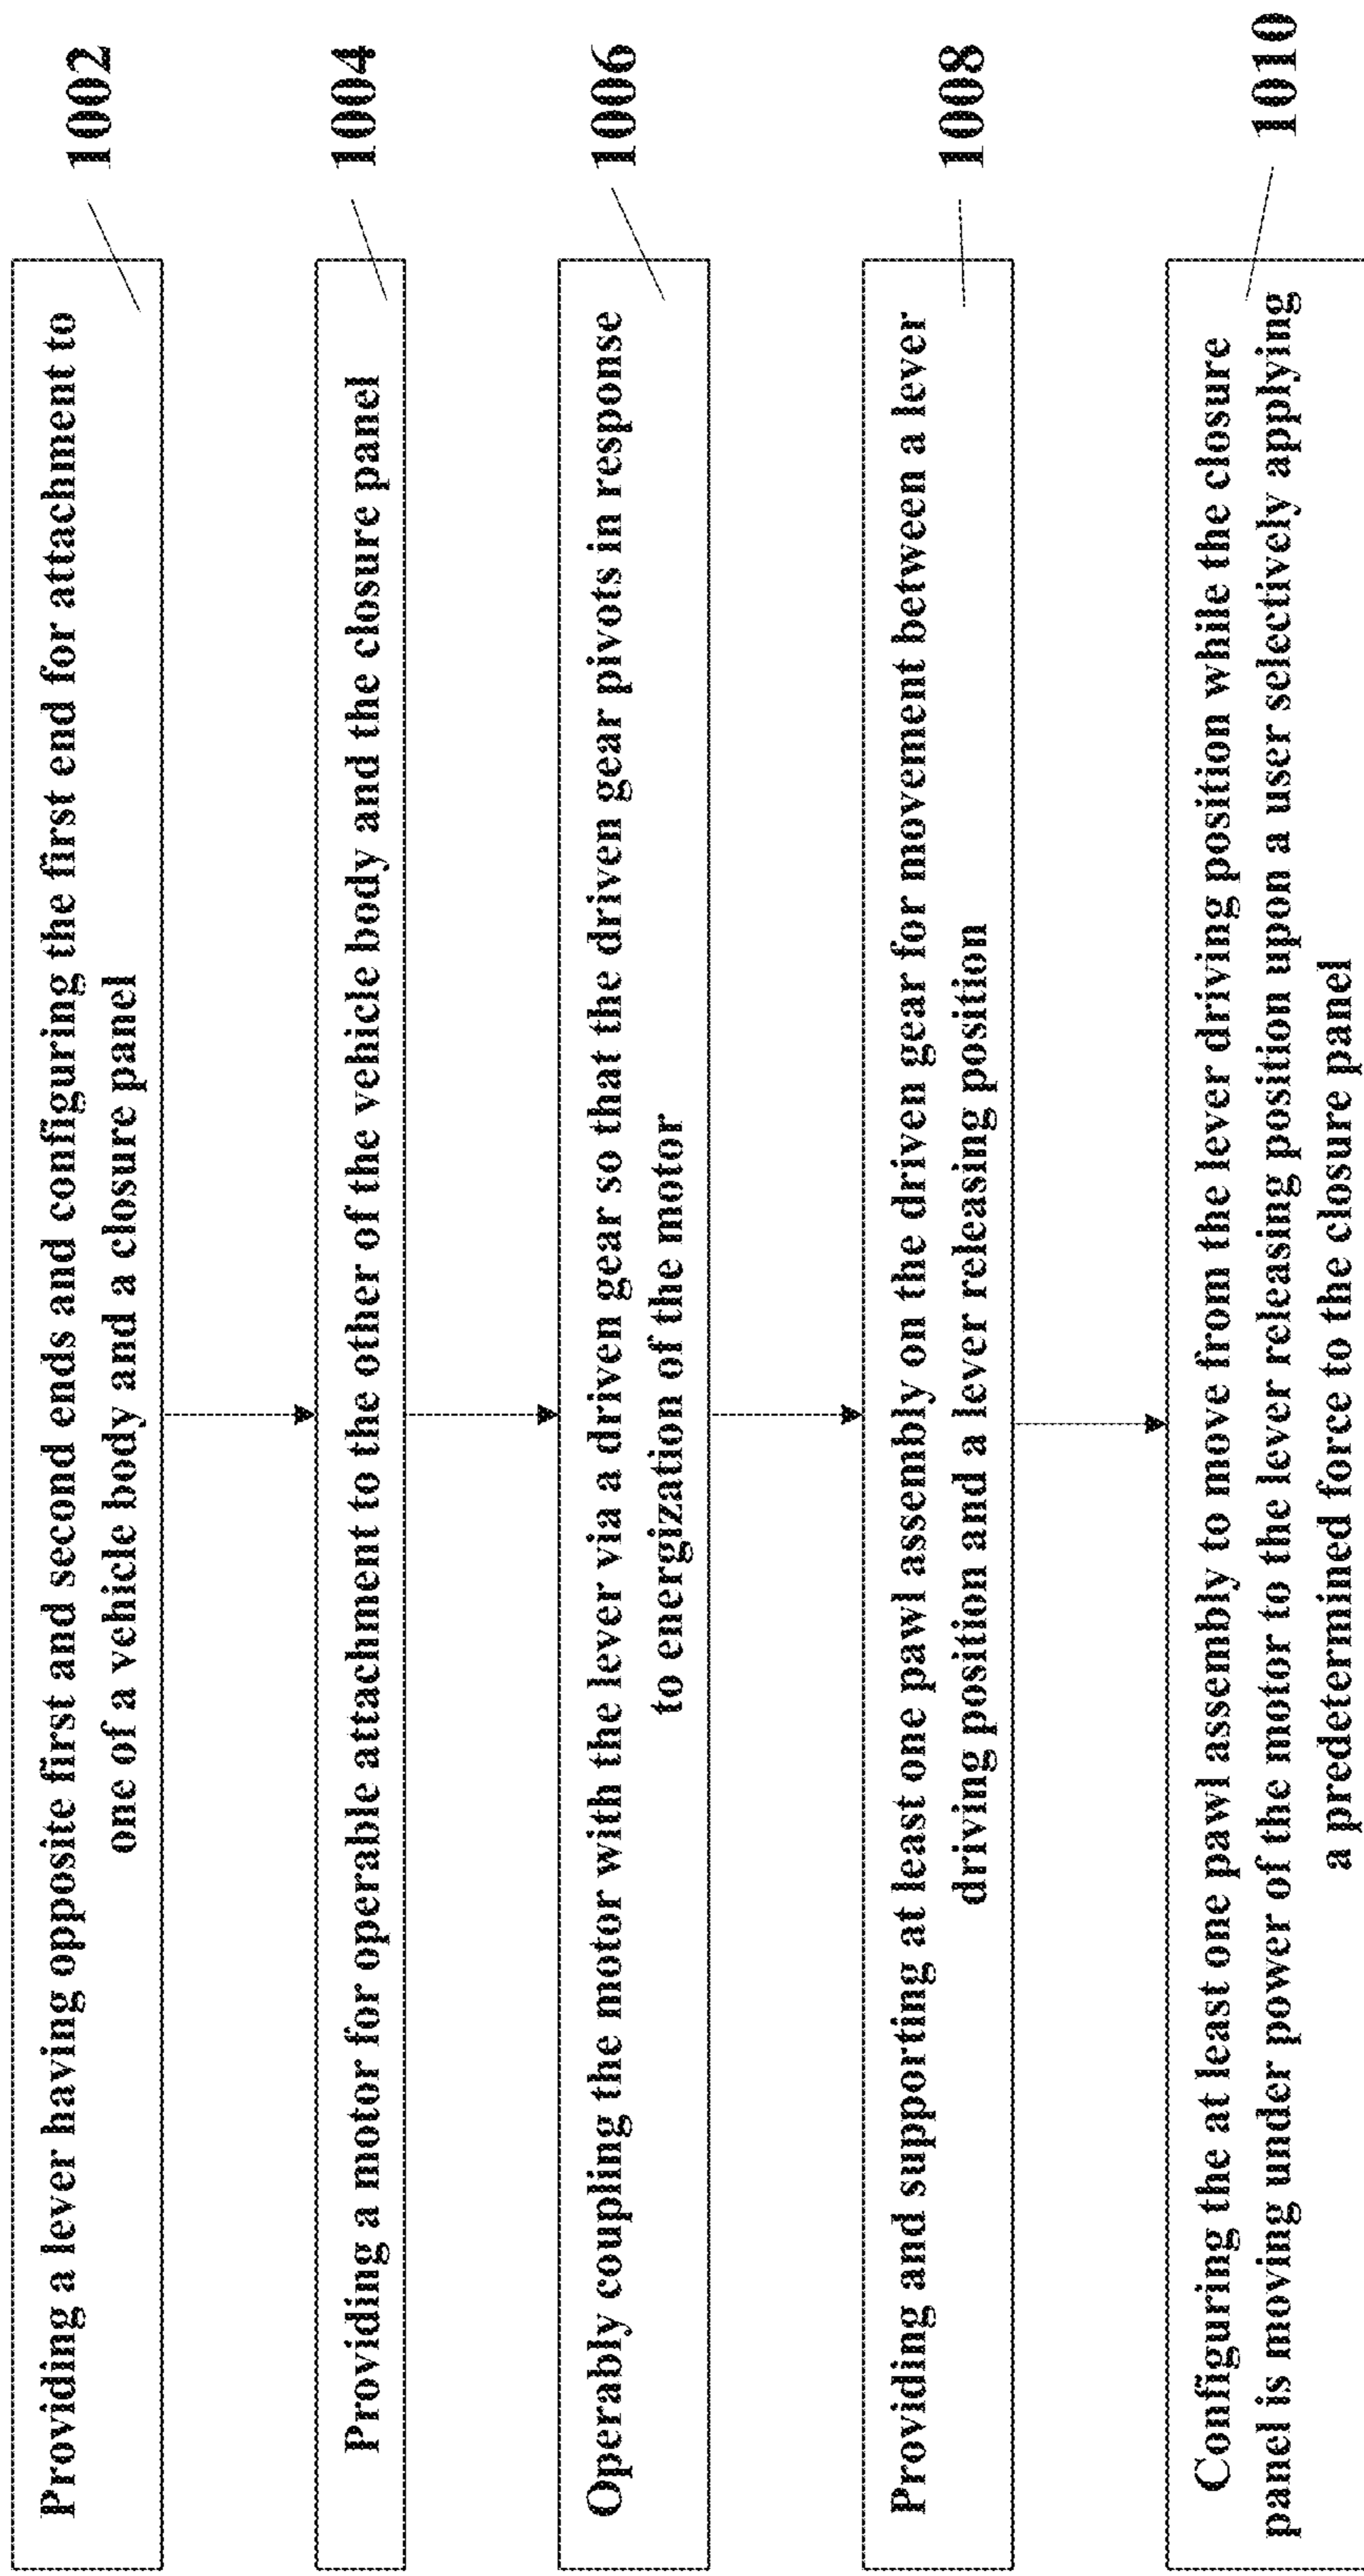 Providing a lever having opposite first and second ends and configuring the first end for attachment to
one of a vehicle body and a closure panel
1002
Providing a motor for operable attachment to the other of the vehicle body and the closure panel
1004
Operably coupling the motor with the lever via a driven gear so that the driven gear pivots in response
to energization of the motor
1006
Providing and supporting at least one pawl assembly on the driven gear for movement between a lever
driving position and a lever releasing position
1008
Configuring the at least one pawl assembly to move from the lever driving position while the closure
panel is moving under power of the motor to the lever releasing position upon a user selectively applying
a predetermined force to the closure panel
1010